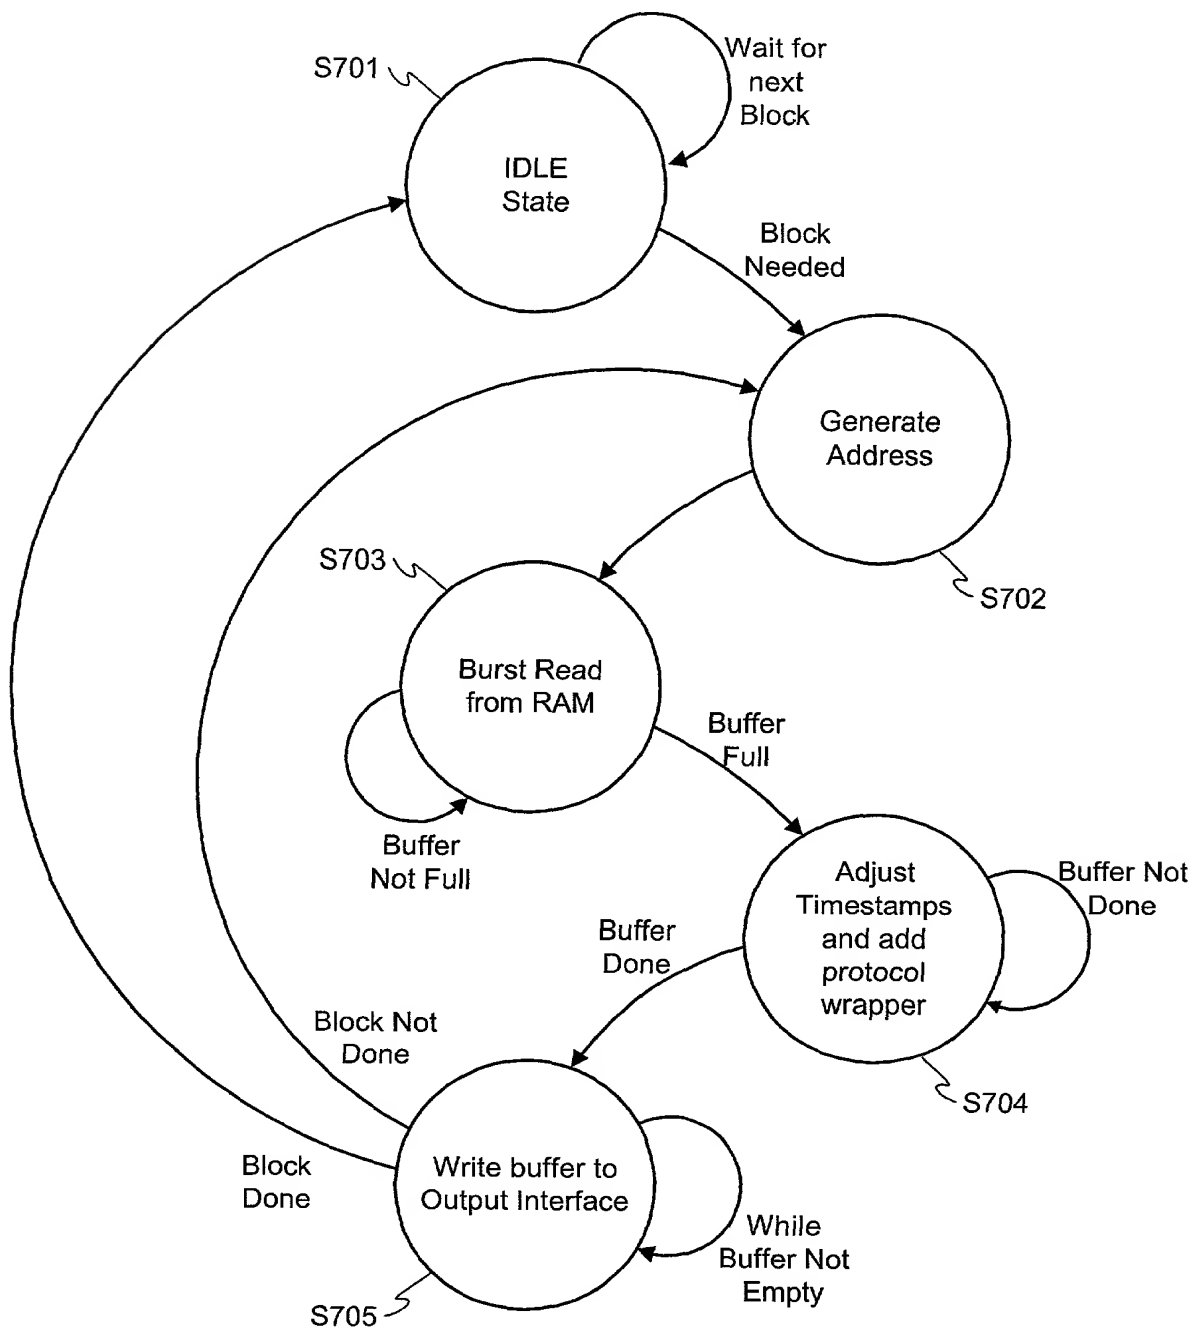 S701
Wait for
next
Block
IDLE
State
Block
Needed
Generate
Address
S702
S703
Burst Read
from RAM
Buffer
Full
Buffer
Not Full
Adjust
Timestamps
and add
protocol
wrapper
Buffer Not
Done
Buffer
Done
S704
Block Not
Done
Block
Done
Write buffer to
Output Interface
While
Buffer Not
Empty
S705